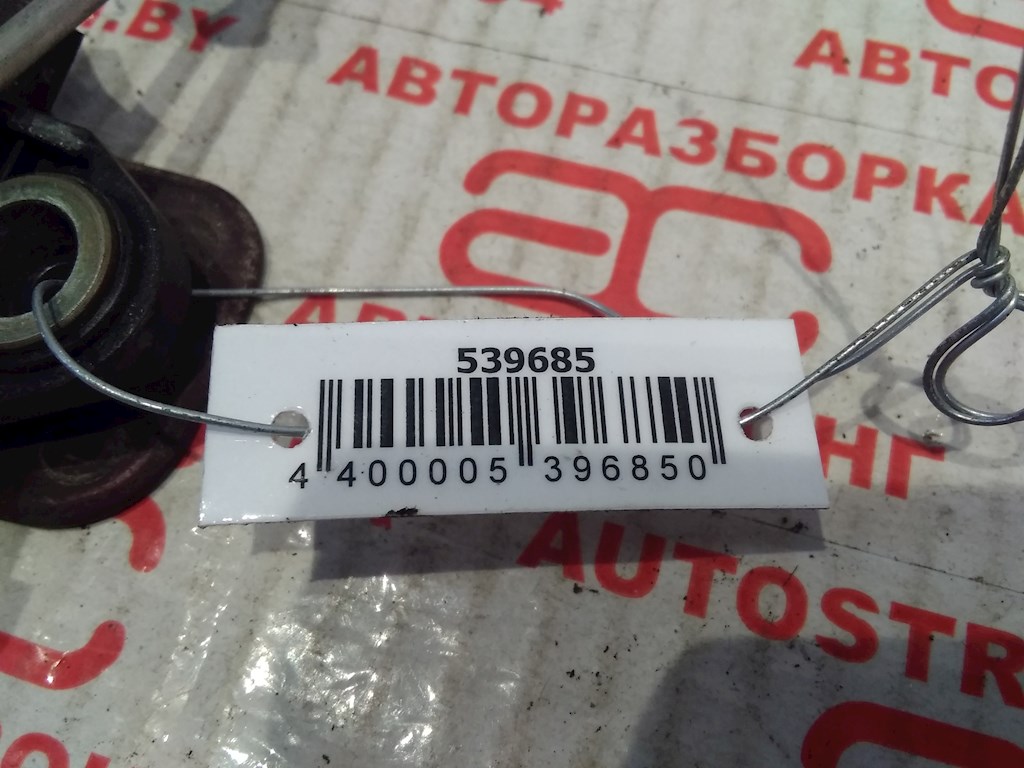 .BY
АВТОРАЗБОРКА
АВТО
539685
4 400005 396850
НГ
AUTOSTR